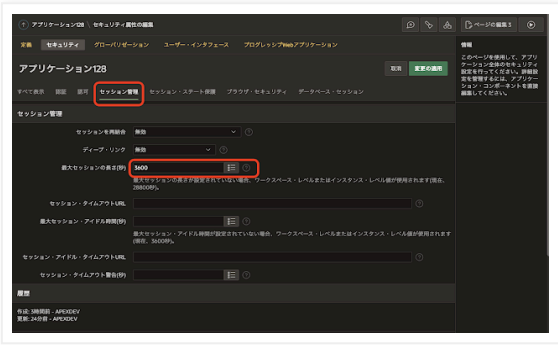 アプリケーション128 \ セキュリティ属性の編集
ページの編集 1
定義 セキュリティ グローバリゼーション ユーザー・インタフェース プログレッシブWebアプリケーション
アプリケーション128
取消 変更の適用
すべて表示 認証 認可 セッション管理 セッション・ステート保護 ブラウザ・セキュリティ データベース・セッション
セッション管理
セッションを再結合 無効
ディープ・リンク 無効
最大セッションの長さ(秒) 3600
最大セッションの長さが設定されていない場合、ワークスペース・レベルまたはインスタンス・レベル値が使用されます(現在、
28800秒)。
セッション・タイムアウトURL
最大セッション・アイドル時間(秒)
最大セッション・アイドル時間が設定されていない場合、ワークスペース・レベルまたはインスタンス・レベル値が使用されます
(現在、3600秒)。
セッション・アイドル・タイムアウトURL
セッション・タイムアウト警告(秒)
履歴
作成: 3時間前 - APEXDEV
更新: 24分前 - APEXDEV
情報
このページを使用して、アプリ
ケーション全体のセキュリティ
設定を行ってください。詳細設
定を管理するには、アプリケー
ション・コンポーネントを直接
編集してください。